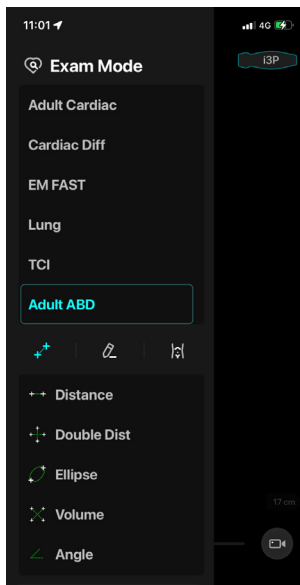 11:01
4G
Exam Mode
i3P
Adult Cardiac
Cardiac Diff
EM FAST
Lung
TCI
Adult ABD
Distance
Double Dist
Ellipse
Volume
17 cm
Angle